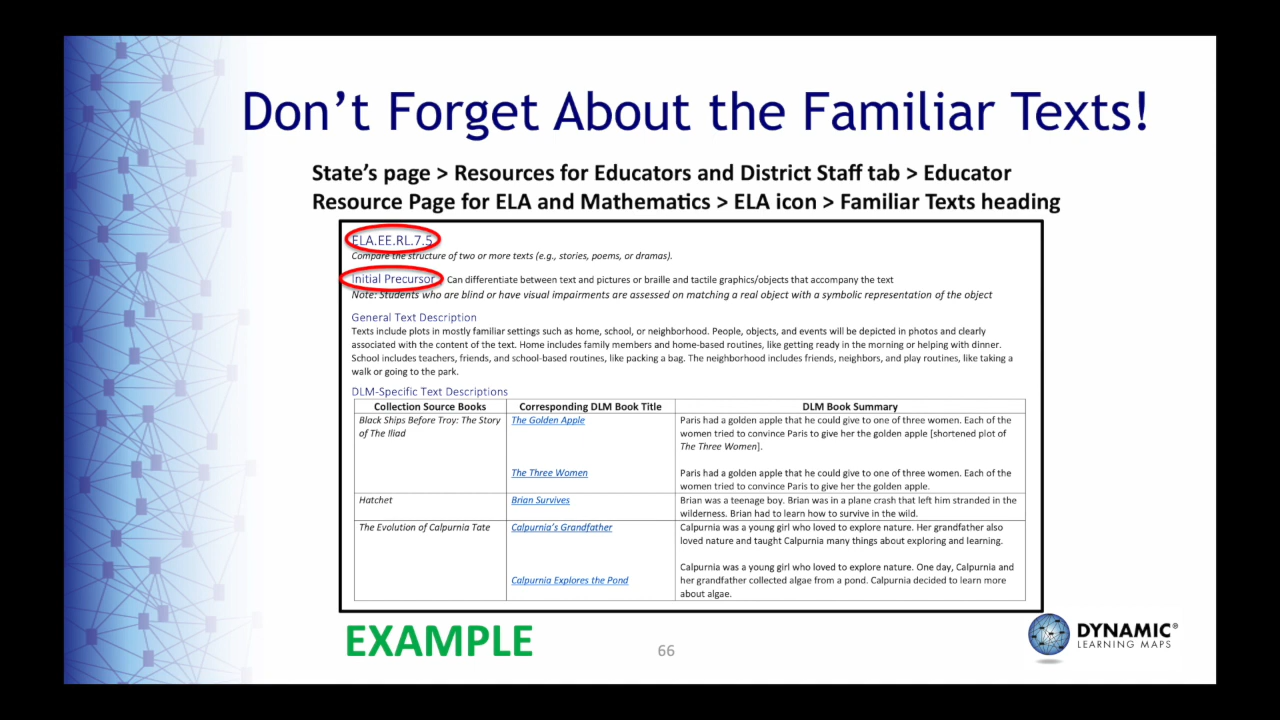 Don't Forget About the Familiar Texts!
State's page > Resources for Educators and District Staff tab > Educator
Resource Page for ELA and Mathematics > ELA icon > Familiar Texts heading
ELA.EE.RL.7.5
Compare the structure of two or more texts (e.g., stories, poems, or dramas).
Initial Precursor Can differentiate between text and pictures or braille and tactile graphics/objects that accompany the text
Note: Students who are blind or have visual impairments are assessed on matching a real object with a symbolic representation of the object
General Text Description
Texts include plots in mostly familiar settings such as home, school, or neighborhood. People, objects, and events will be depicted in photos and clearly
associated with the content of the text. Home includes family members and home-based routines, like getting ready in the morning or helping with dinner.
School includes teachers, friends, and school-based routines, like packing a bag. The neighborhood includes friends, neighbors, and play routines, like taking a
walk or going to the park.
DLM-Specific Text Descriptions
Collection Source Books Corresponding DLM Book Title DLM Book Summary
Black Ships Before Troy: The Story The Golden Apple Paris had a golden apple that he could give to one of three women. Each of the
of The Iliad women tried to convince Paris to give her the golden apple [shortened plot of
The Three Women].
The Three Women Paris had a golden apple that he could give to one of three women. Each of the
women tried to convince Paris to give her the golden apple.
Hatchet Brian Survives Brian was a teenage boy. Brian was in a plane crash that left him stranded in the
wilderness. Brian had to learn how to survive in the wild.
The Evolution of Calpurnia Tate Calpurnia's Grandfather Calpurnia was a young girl who loved to explore nature. Her grandfather also
loved nature and taught Calpurnia many things about exploring and learning.
Calpurnia was a young girl who loved to explore nature. One day, Calpurnia and
Calpurnia Explores the Pond her grandfather collected algae from a pond. Calpurnia decided to learn more
about algae.
EXAMPLE
66
DYNAMIC®
LEARNING MAPS